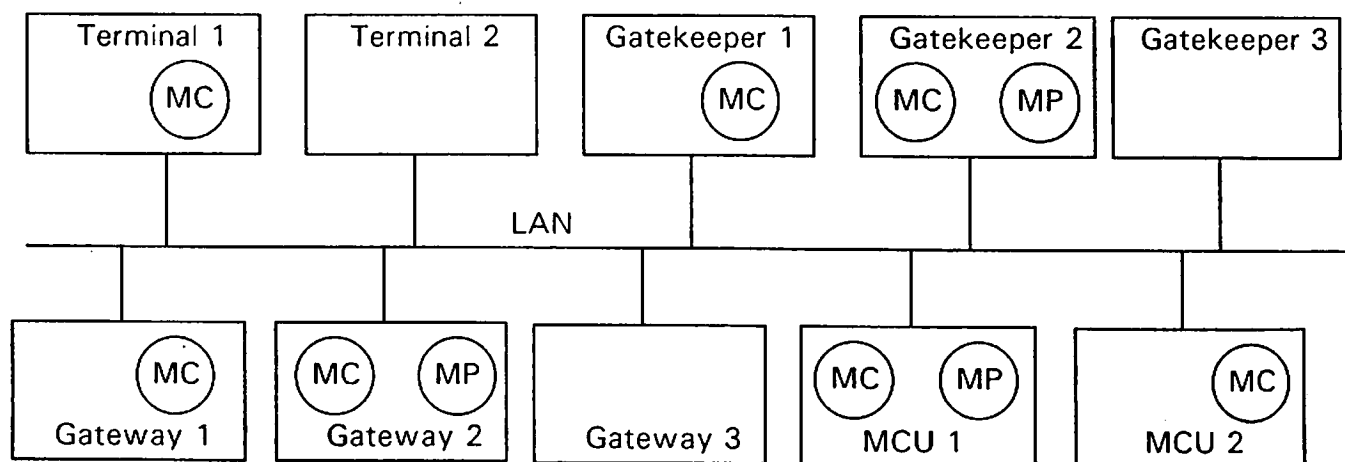 Terminal 1
MC
Terminal 2
Gatekeeper 1
MC
Gatekeeper 2
MC MP
Gatekeeper 3
LAN
MC
Gateway 1
MC MP
Gateway 2
Gateway 3
MC MP
MCU 1
MC
MCU 2